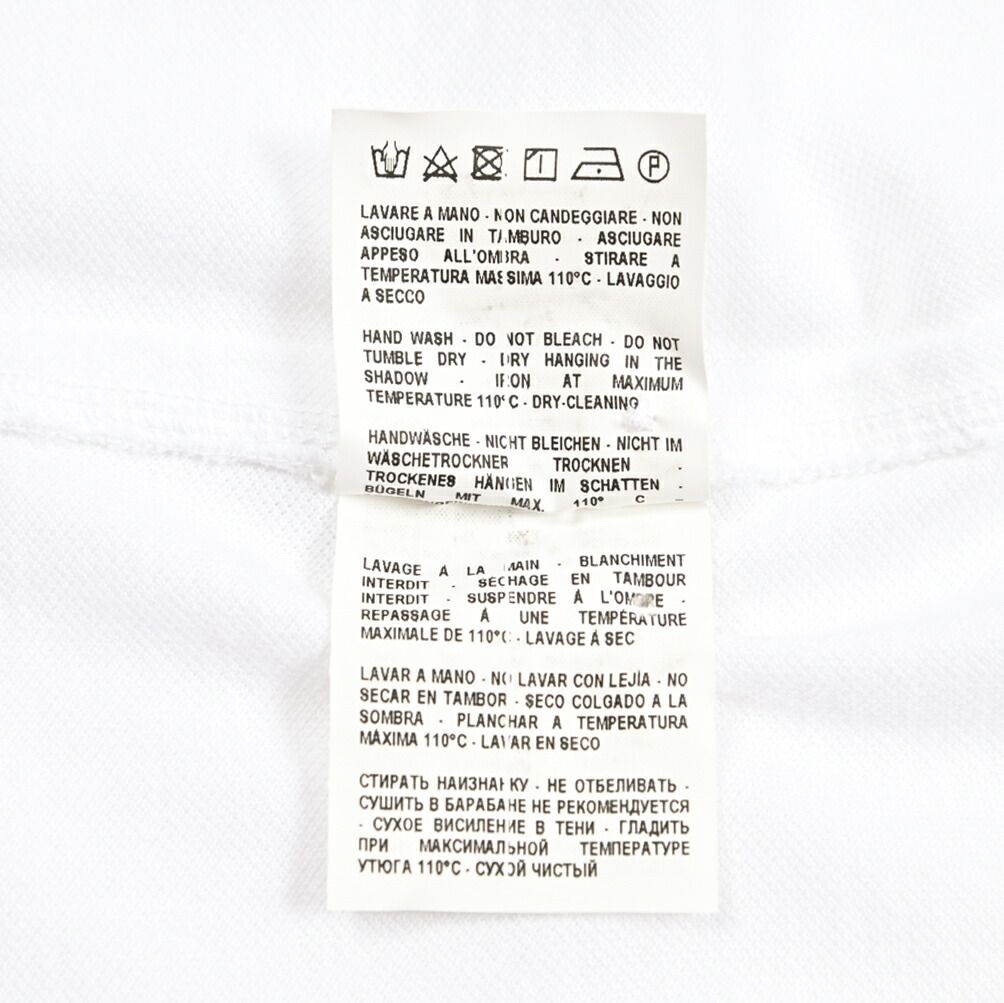 P
LAVARE A MANO - NON CANDEGGIARE - NON
ASCIUGARE IN TAMBURO - ASCIUGARE
APPESO ALL'OMBRA - STIRARE A
TEMPERATURA MASSIMA 110°C - LAVAGGIO
A SECCO
HAND WASH - DO NOT BLEACH - DO NOT
TUMBLE DRY - DRY HANGING IN THE
SHADOW - IRON AT MAXIMUM
TEMPERATURE 110°C - DRY-CLEANING
HANDWÄSCHE - NICHT BLEICHEN - NICHT IM
WÄSCHETROCKNER TROCKNEN -
TROCKENES HÄNGEN IM SCHATTEN -
BÜGELN MIT MAX. 110° C -
LAVAGE À LA MAIN - BLANCHIMENT
INTERDIT - SÉCHAGE EN TAMBOUR
INTERDIT - SUSPENDRE Á L'OMBRE -
REPASSAGE Á UNE TEMPÉRATURE
MAXIMALE DE 110°C - LAVAGE Á SEC
LAVAR A MANO - NO LAVAR CON LEJÍA - NO
SECAR EN TAMBOR - SECO COLGADO A LA
SOMBRA - PLANCHAR A TEMPERATURA
MÁXIMA 110°C - LAVAR EN SECO
СТИРАТЬ НАИЗНАНКУ - НЕ ОТБЕЛИВАТЬ -
СУШИТЬ В БАРАБАНЕ НЕ РЕКОМЕНДУЕТСЯ
- СУХОЕ ВИСИЛЕНИЕ В ТЕНИ - ГЛАДИТЬ
ПРИ МАКСИМАЛЬНОЙ ТЕМПЕРАТУРЕ
УТЮГА 110°C - СУХОЙ ЧИСТЫЙ